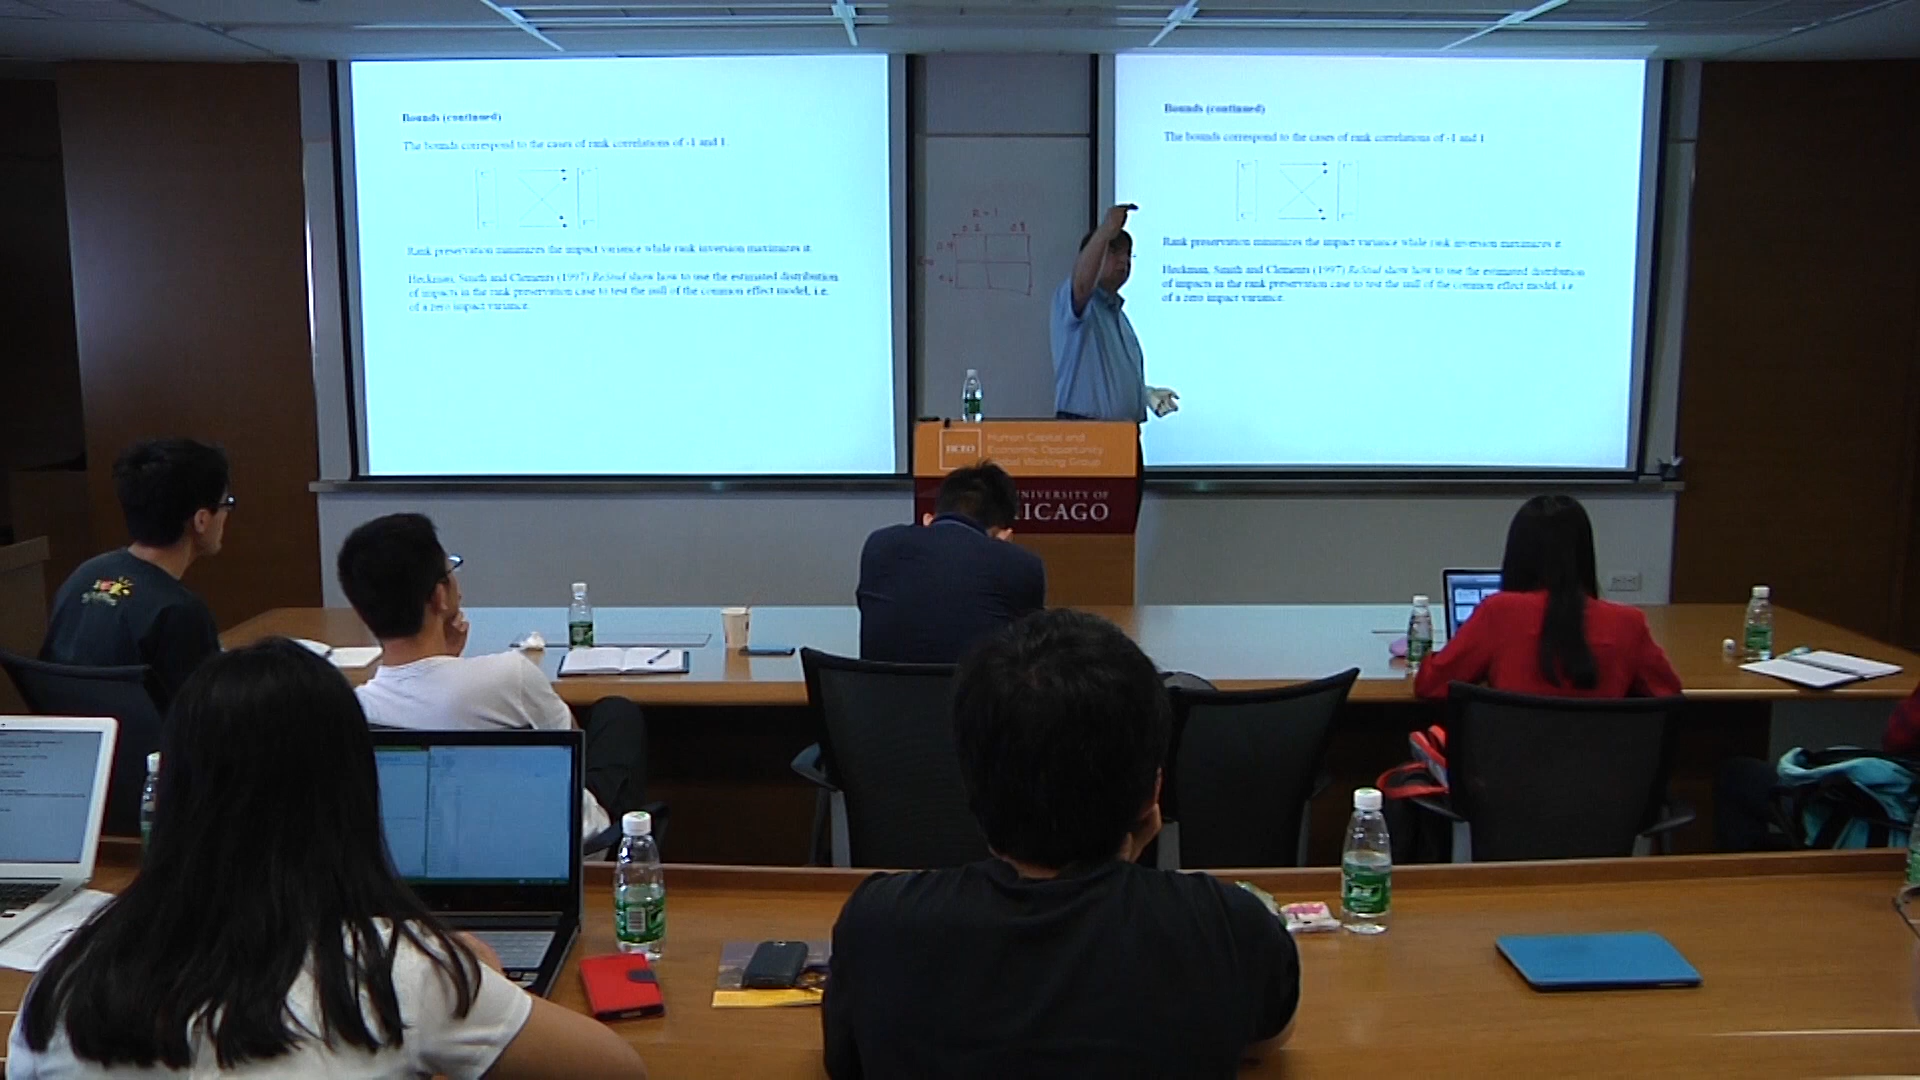 Bounds (continued)
The bounds correspond to the cases of rank correlations of -1 and 1.
Rank preservation minimizes the impact variance while rank inversion maximizes it.
Heckman, Smith and Clements (1997) ReStud show how to use the estimated distribution
of impacts in the rank preservation case to test the null of the common effect model, i.e.
of a zero impact variance.
Bounds (continued)
The bounds correspond to the cases of rank correlations of -1 and 1
Rank preservation minimizes the impact variance while rank inversion maximizes it
Heckman, Smith and Clements (1997) ReStud show how to use the estimated distribution
of impacts in the rank preservation case to test the null of the common effect model, i.e
of a zero impact variance.
HCEO
Human Capital and
Economic Opportunity
Global Working Group
UNIVERSITY OF
HICAGO